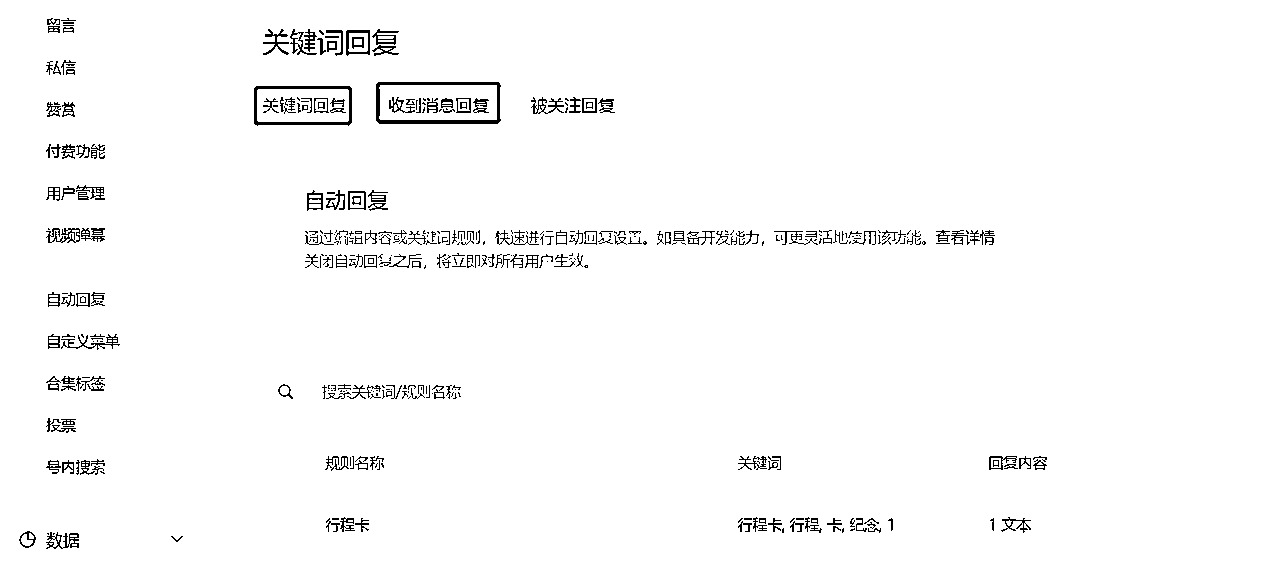 留言
私信
赞赏
付费功能
用户管理
视频弹幕
自动回复
自定义菜单
合集标签
投票
号内搜索
数据
关键词回复
关键词回复 收到消息回复 被关注回复
自动回复
通过编辑内容或关键词规则，快速进行自动回复设置。如具备开发能力，可更灵活地使用该功能。查看详情
关闭自动回复之后，将立即对所有用户生效。
搜索关键词/规则名称
规则名称 关键词 回复内容
行程卡 行程卡, 行程, 卡, 纪念, 1 1 文本